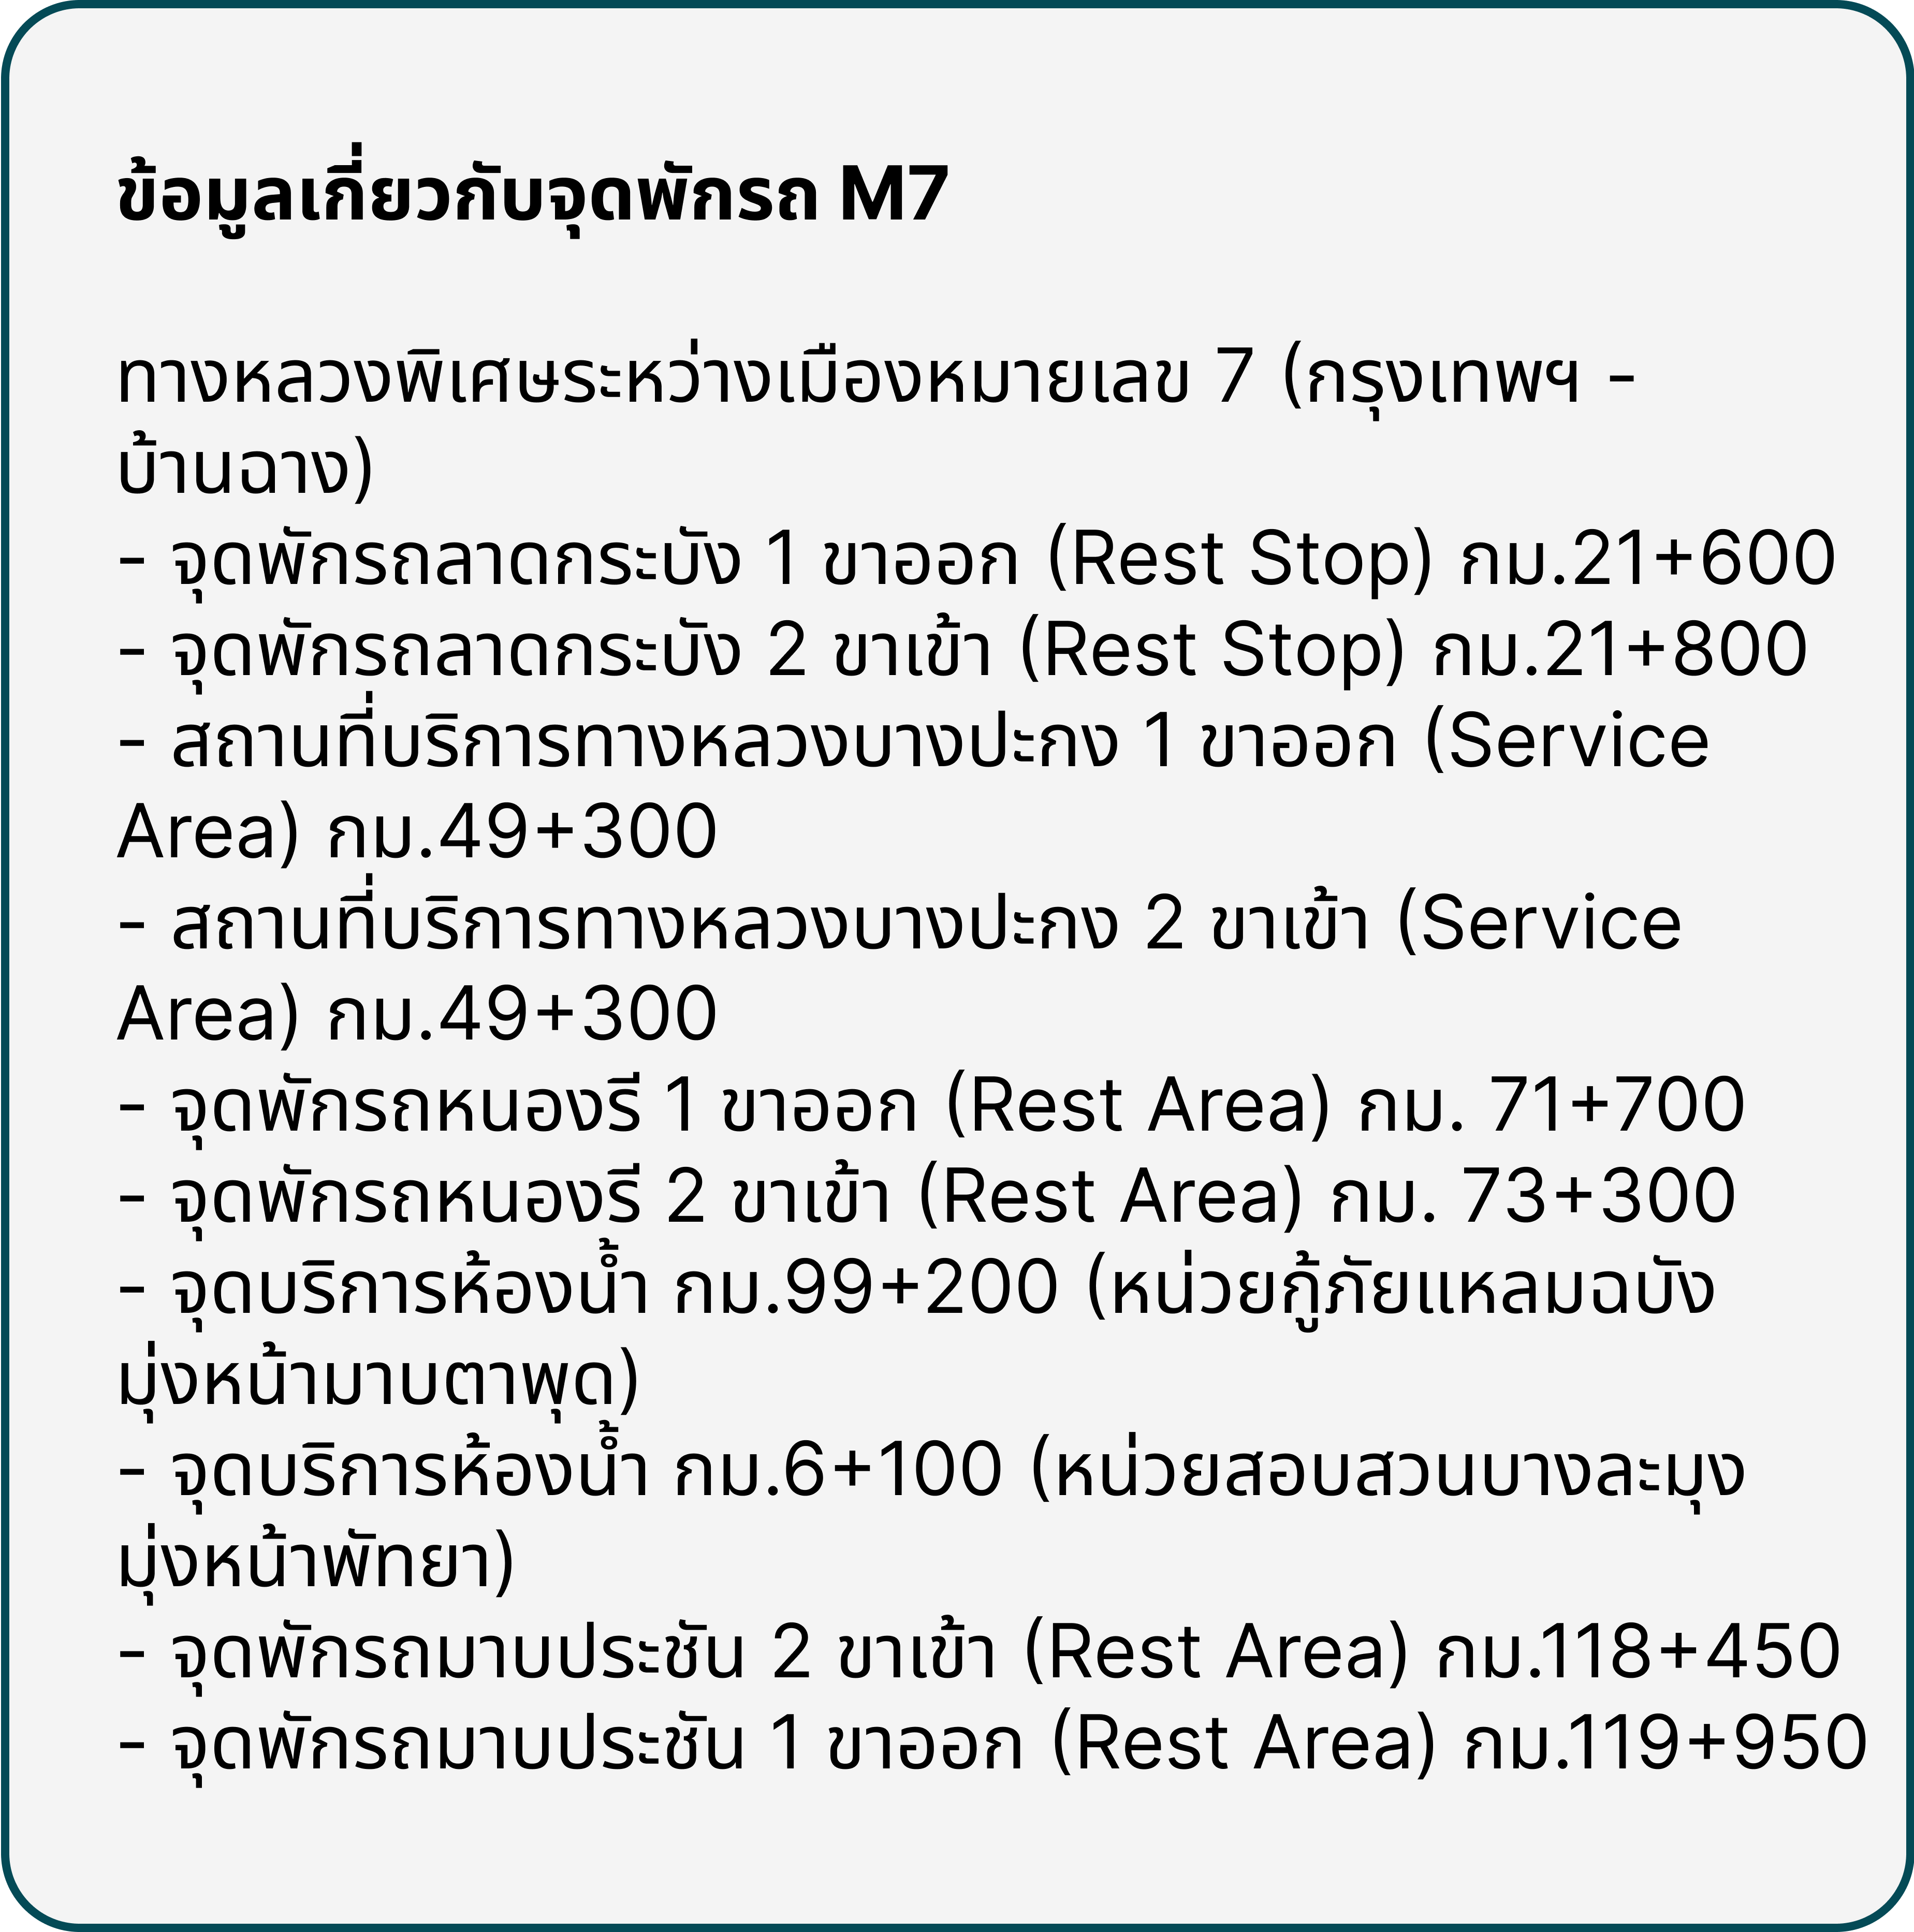 ข้อมูลเกี่ยวกับจุดพักรถ M7
ทางหลวงพิเศษระหว่างเมืองหมายเลข 7 (กรุงเทพฯ -
บ้านฉาง)
- จุดพักรถลาดกระบัง 1 ขาออก (Rest Stop) กม.21+600
- จุดพักรถลาดกระบัง 2 ขาเข้า (Rest Stop) กม.21+800
- สถานที่บริการทางหลวงบางปะกง 1 ขาออก (Service
Area) กม.49+300
- สถานที่บริการทางหลวงบางปะกง 2 ขาเข้า (Service
Area) กม.49+300
- จุดพักรถหนองรี 1 ขาออก (Rest Area) กม. 71+700
- จุดพักรถหนองรี 2 ขาเข้า (Rest Area) กม. 73+300
- จุดบริการห้องน้ำ กม.99+200 (หน่วยกู้ภัยแหลมฉบัง
มุ่งหน้ามาบตาพุด)
- จุดบริการห้องน้ำ กม.6+100 (หน่วยสอบสวนบางละมุง
มุ่งหน้าพัทยา)
- จุดพักรถมาบประชัน 2 ขาเข้า (Rest Area) กม.118+450
- จุดพักรถมาบประชัน 1 ขาออก (Rest Area) กม.119+950